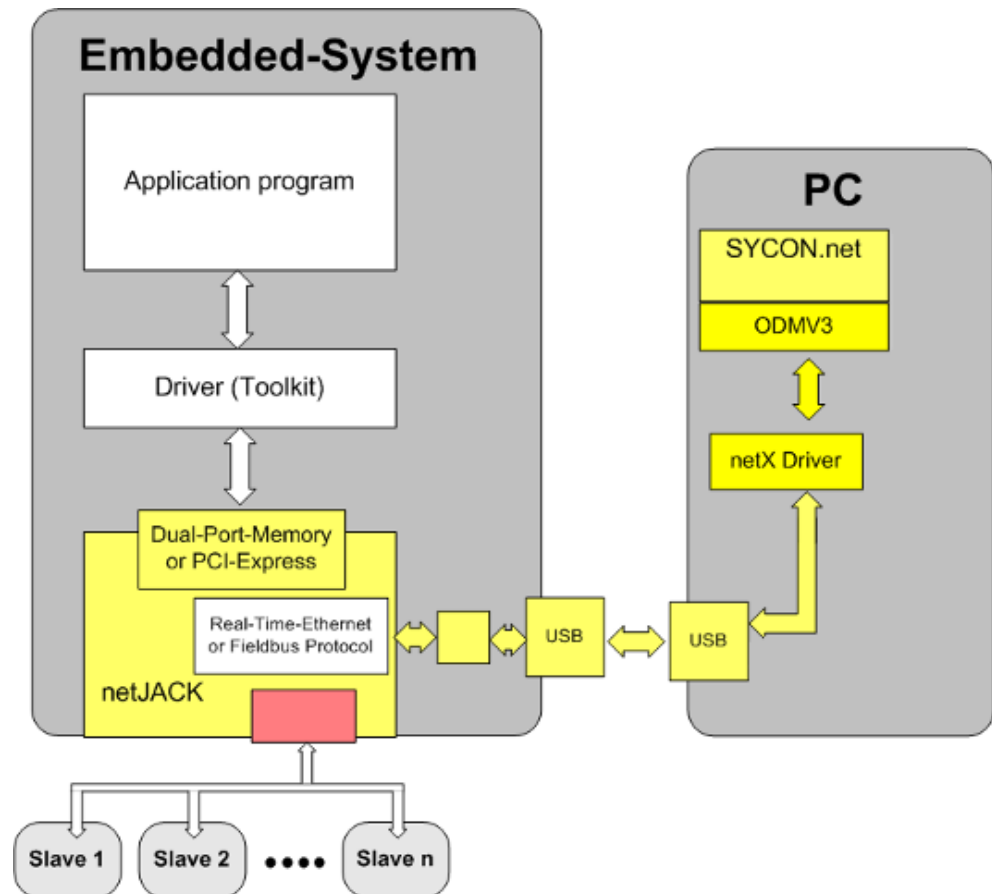 Embedded-System
Application program
Driver (Toolkit)
Dual-Port-Memory
or PCI-Express
Real-Time-Ethernet
or Fieldbus Protocol
netJACK
USB
PC
SYCON.net
ODMV3
netX Driver
USB
Slave 1
Slave 2
Slave n